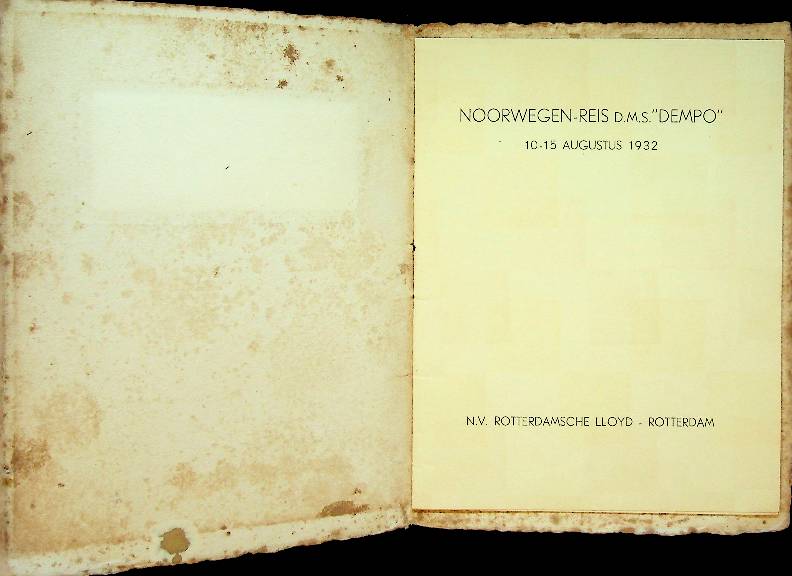 NOORWEGEN-REIS D.M.S. "DEMPO"
10-15 AUGUSTUS 1932
N.V. ROTTERDAMSCHE LLOYD - ROTTERDAM